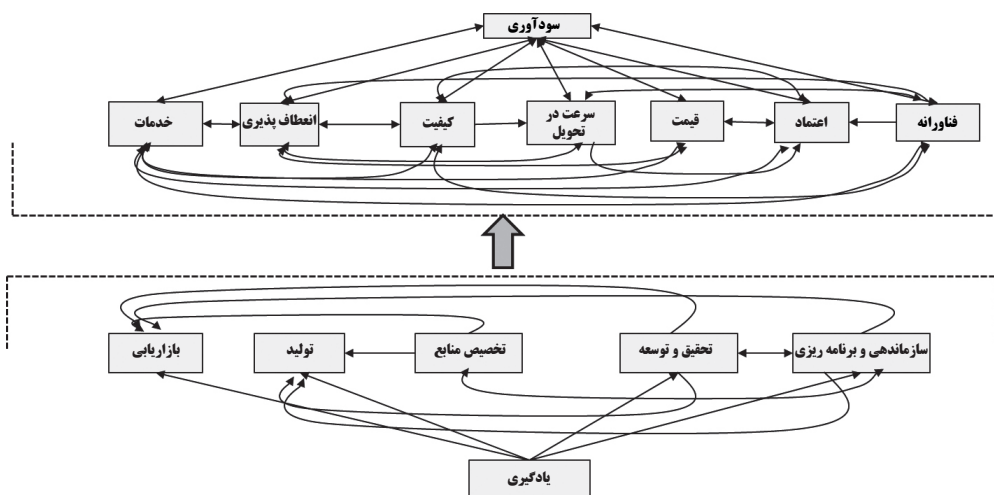 سودآوری
فناورانه
اعتماد
قیمت
سرعت در
تحویل
کیفیت
انعطاف پذیری
خدمات
سازماندهی و برنامه ریزی
تحقیق و توسعه
تخصیص منابع
تولید
بازاریابی
یادگیری